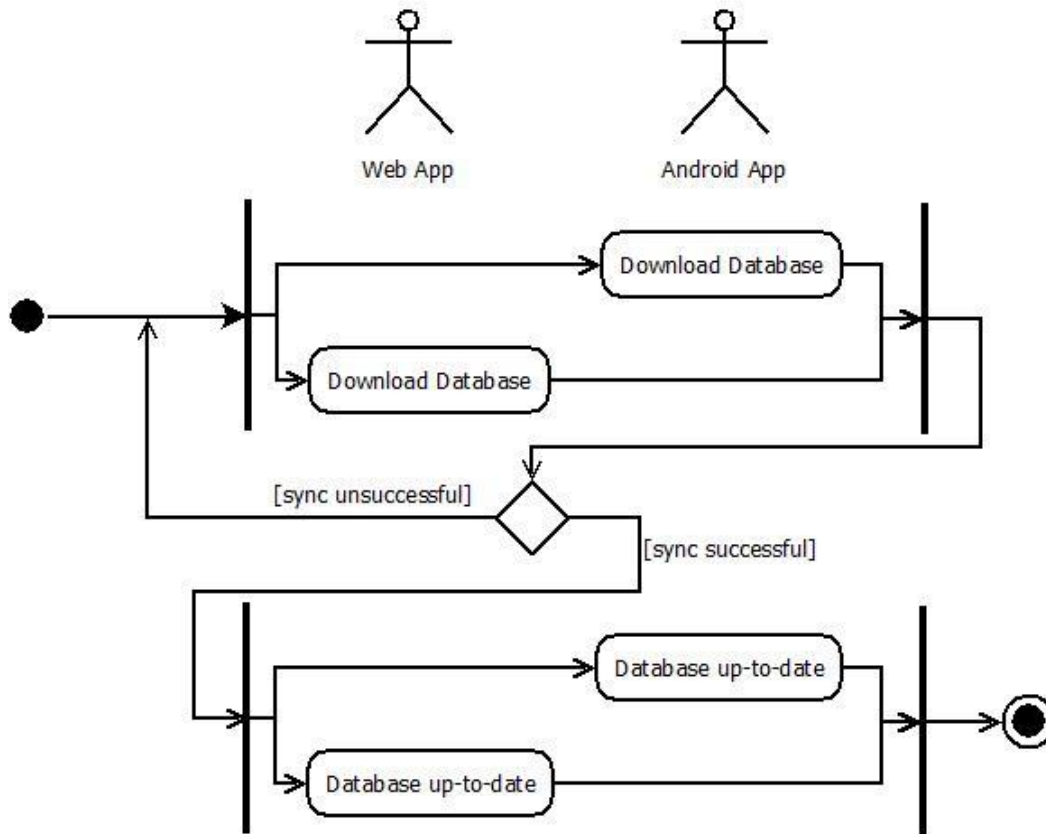 Web App
Android App
Download Database
Download Database
[sync unsuccessful]
[sync successful]
Database up-to-date
Database up-to-date